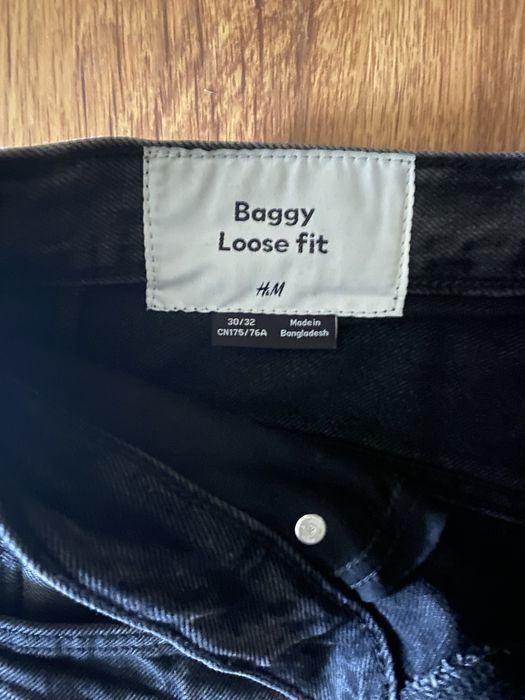 Baggy
Loose fit
H&M
30/32
CN175/76A
Made in
Bangladesh